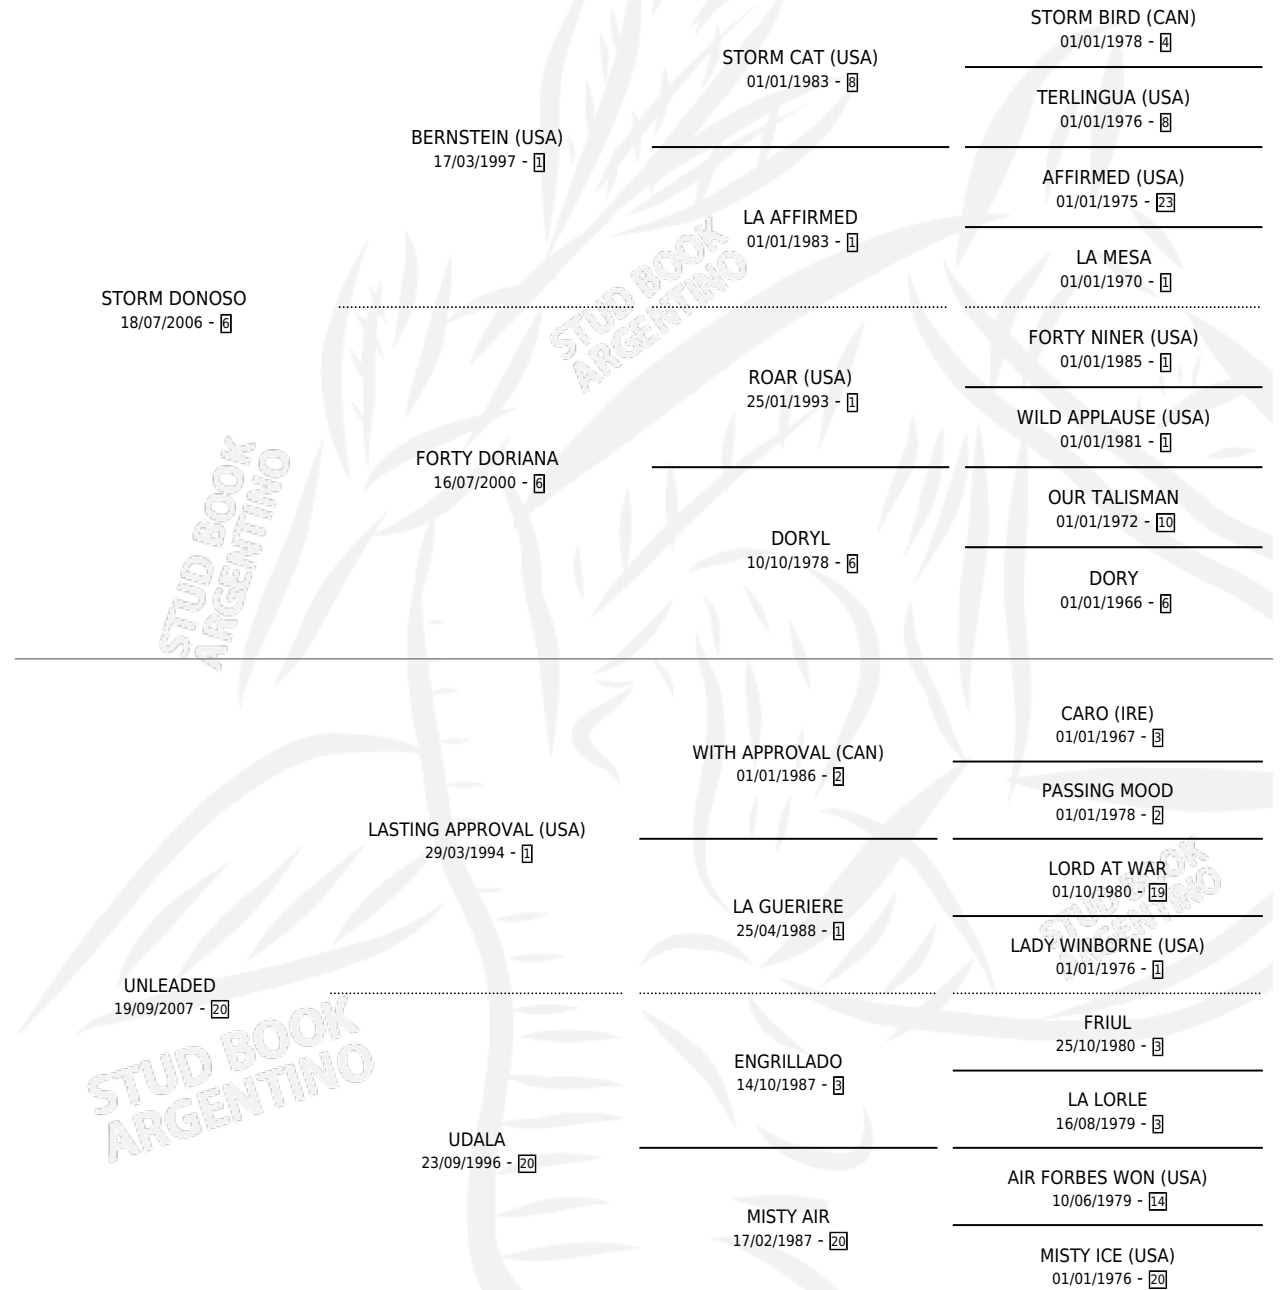 STORM BIRD (CAN)
01/01/1978 - 4
STORM CAT (USA)
01/01/1983 - 8
TERLINGUA (USA)
01/01/1976 - 8
BERNSTEIN (USA)
17/03/1997 - 1
AFFIRMED (USA)
01/01/1975 - 23
LA AFFIRMED
01/01/1983 - 1
LA MESA
01/01/1970 - 1
STORM DONOSO
18/07/2006 - 6
FORTY NINER (USA)
01/01/1985 - 1
ROAR (USA)
25/01/1993 - 1
WILD APPLAUSE (USA)
01/01/1981 - 1
FORTY DORIANA
16/07/2000 - 6
OUR TALISMAN
01/01/1972 - 10
DORYL
10/10/1978 - 6
DORY
01/01/1966 - 6
CARO (IRE)
01/01/1967 - 3
WITH APPROVAL (CAN)
01/01/1986 - 2
PASSING MOOD
01/01/1978 - 2
LASTING APPROVAL (USA)
29/03/1994 - 1
LORD AT WAR
01/10/1980 - 19
LA GUERIERE
25/04/1988 - 1
LADY WINBORNE (USA)
01/01/1976 - 1
UNLEADED
19/09/2007 - 20
FRIUL
25/10/1980 - 3
ENGRILLADO
14/10/1987 - 3
LA LORLE
16/08/1979 - 3
UDALA
23/09/1996 - 20
AIR FORBES WON (USA)
10/06/1979 - 14
MISTY AIR
17/02/1987 - 20
MISTY ICE (USA)
01/01/1976 - 20
STUD BOOK
ARGENTINO
STUD BOOK
ARGENTINO
STUD BOOK
ARGENTINO
STUD BOOK
ARGENTINO